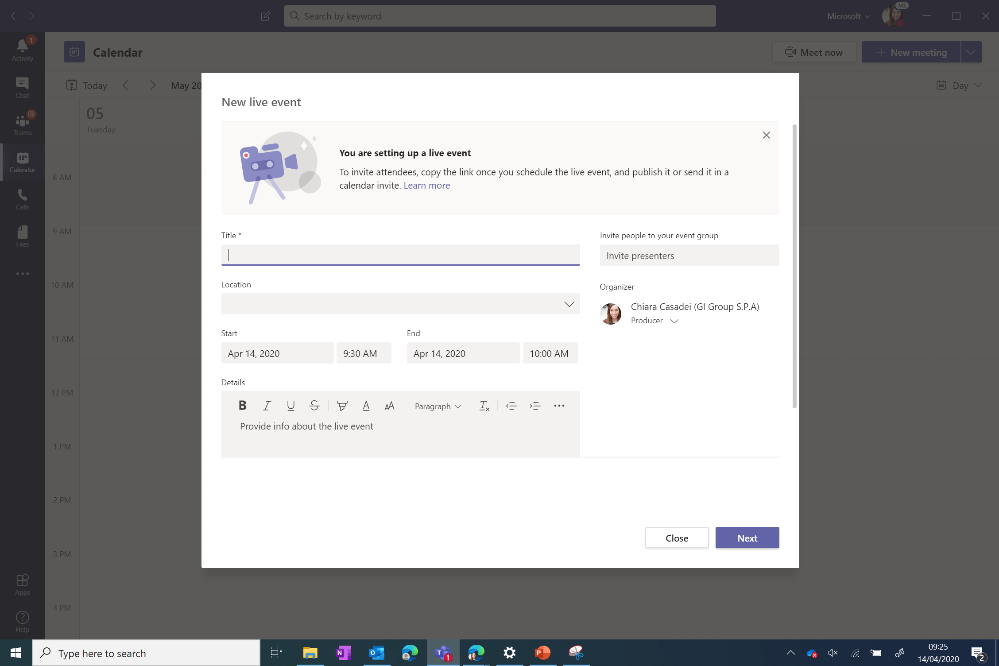 Search by keyword
Microsoft
MS
1
Activity
Calendar
Meet now
New meeting
Chat
Today
May 20
Day
@
Teams
05
Tuesday
Calendar
Calls
Files
8 AM
9 AM
10 AM
11 AM
12 PM
1 PM
2 PM
3 PM
4 PM
Apps
Help
New live event
You are setting up a live event
To invite attendees, copy the link once you schedule the live event, and publish it or send it in a
calendar invite. Learn more
Title *
Invite people to your event group
Invite presenters
Location
Organizer
Chiara Casadei (GI Group S.P.A)
Producer
Start
End
Apr 14, 2020
9:30 AM
Apr 14, 2020
10:00 AM
Details
B I U S A AA Paragraph Tx
Provide info about the live event
Close
Next
Type here to search
N
O
T
1
P
09:25
14/04/2020
2